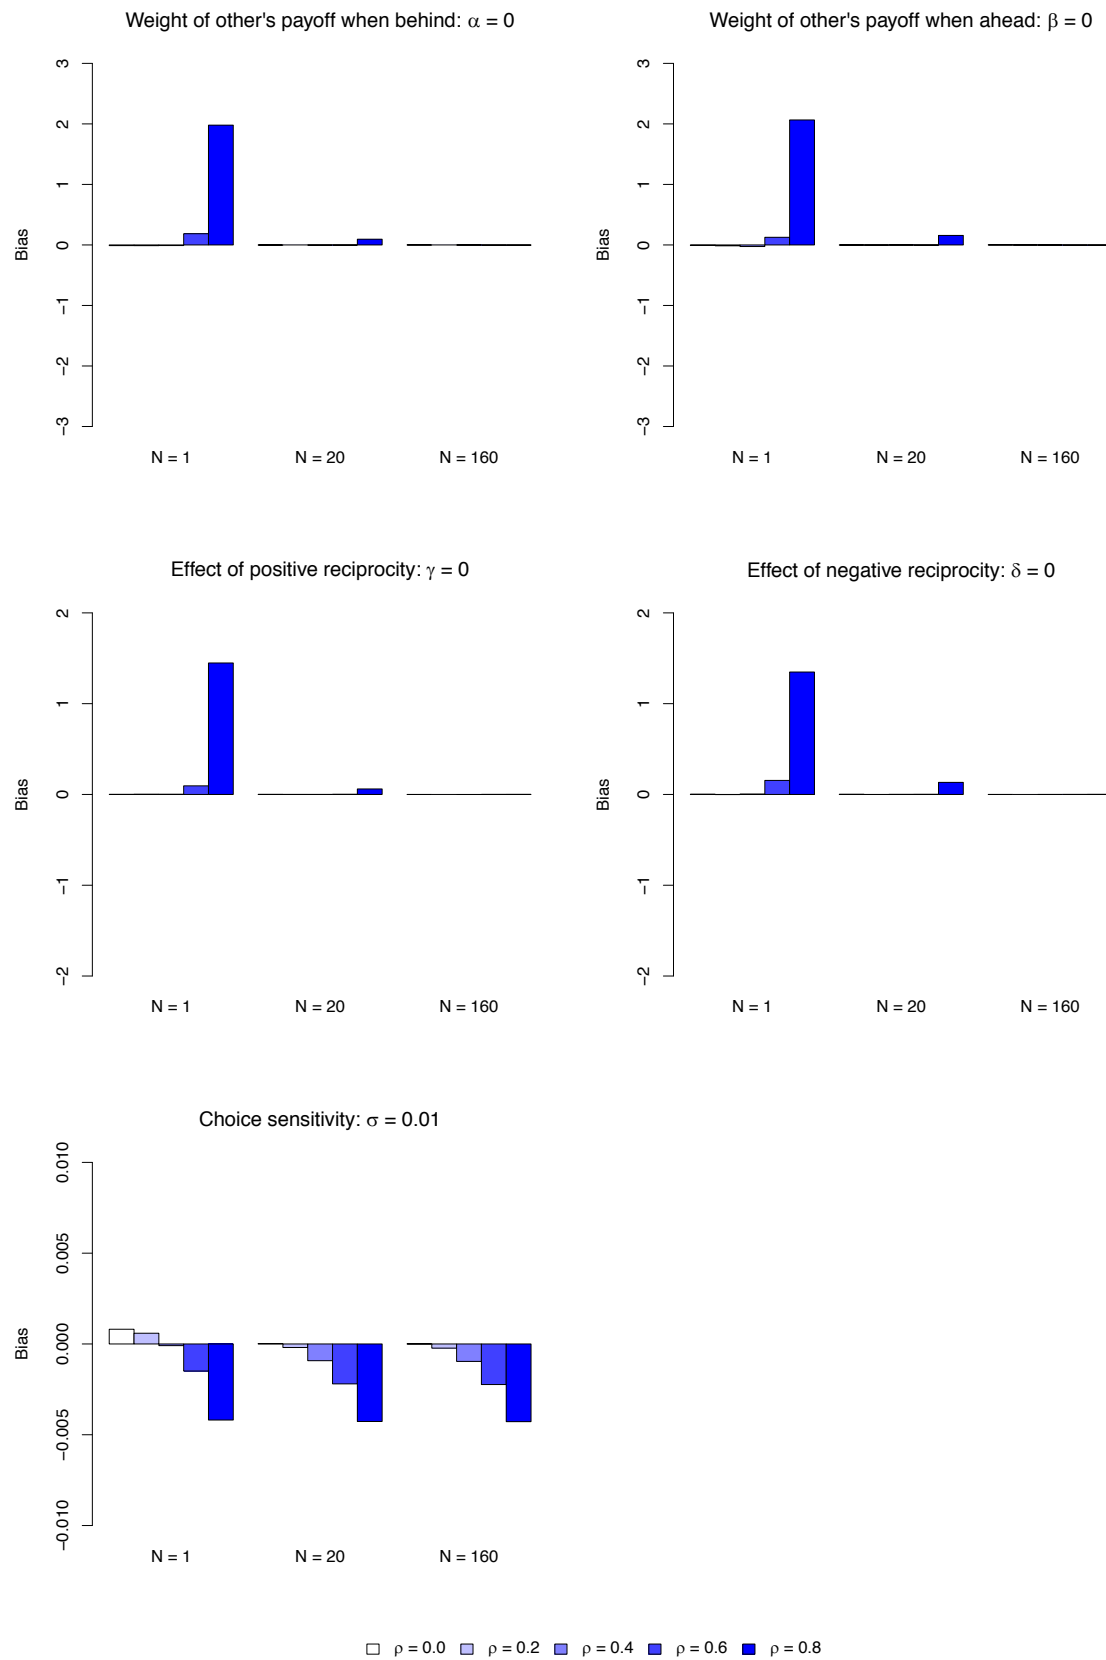 Weight of other's payoff when behind: α = 0
Bias
3
2
1
0
−1
−2
−3
N = 1 N = 20 N = 160
Weight of other's payoff when ahead: β = 0
Bias
3
2
1
0
−1
−2
−3
N = 1 N = 20 N = 160
Effect of positive reciprocity: γ = 0
Bias
2
1
0
−1
−2
N = 1 N = 20 N = 160
Effect of negative reciprocity: δ = 0
Bias
2
1
0
−1
−2
N = 1 N = 20 N = 160
Choice sensitivity: σ = 0.01
Bias
0.010
0.005
0.000
−0.005
−0.010
N = 1 N = 20 N = 160
ρ = 0.0 ρ = 0.2 ρ = 0.4 ρ = 0.6 ρ = 0.8